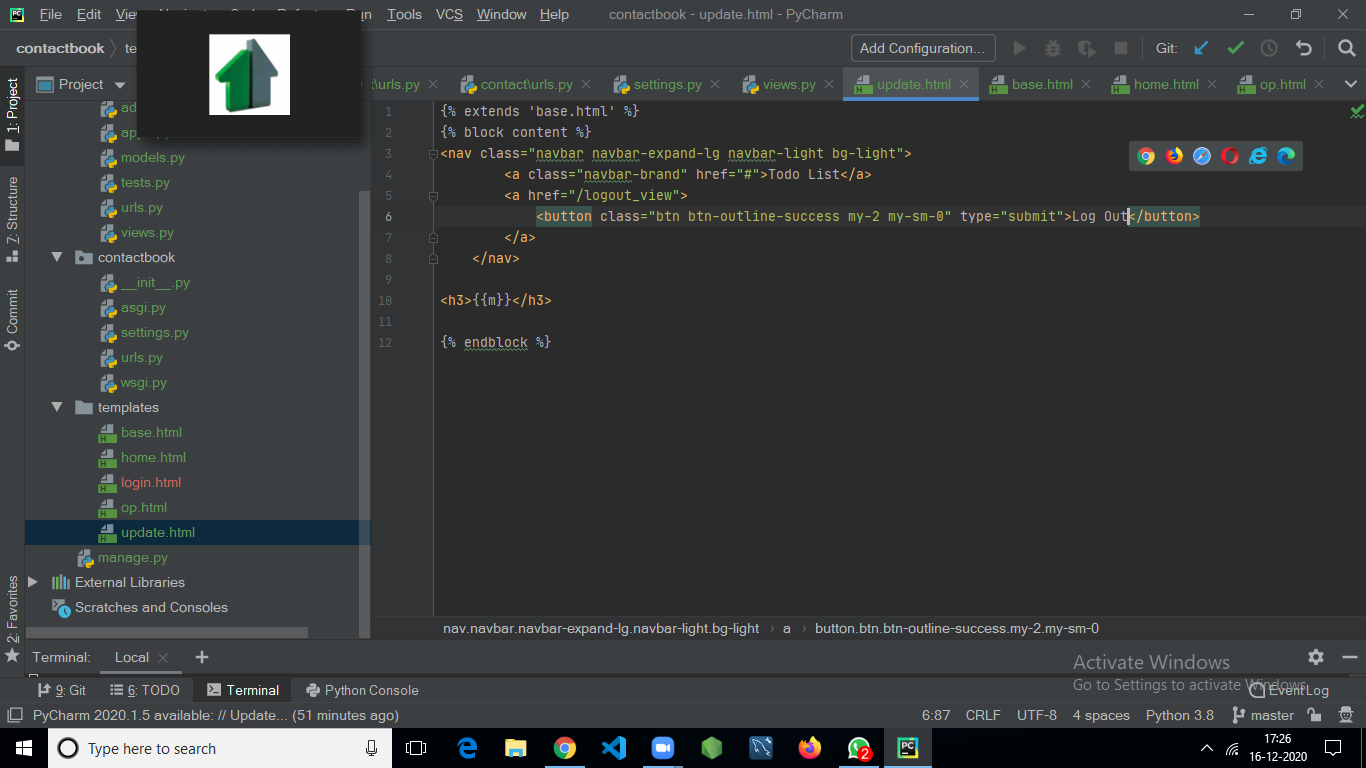 File Edit View Run Tools VCS Window Help contactbook - update.html - PyCharm
contactbook Add Configuration... Git:
Project \urls.py contact\urls.py settings.py views.py update.html base.html home.html op.html
1: Project
7: Structure
Commit
2: Favorites
models.py
tests.py
urls.py
views.py
contactbook
__init__.py
asgi.py
settings.py
urls.py
wsgi.py
templates
base.html
home.html
login.html
op.html
update.html
manage.py
External Libraries
Scratches and Consoles
1 {% extends 'base.html' %}
2 {% block content %}
3 <nav class="navbar navbar-expand-lg navbar-light bg-light">
4 <a class="navbar-brand" href="#">Todo List</a>
5 <a href="/logout_view">
6 <button class="btn btn-outline-success my-2 my-sm-0" type="submit">Log Out</button>
7 </a>
8 </nav>
9
10 <h3>{{m}}</h3>
11
12 {% endblock %}
nav.navbar.navbar-expand-lg.navbar-light.bg-light › a › button.btn.btn-outline-success.my-2.my-sm-0
Terminal: Local
Activate Windows
Go to Settings to activate Windows.
9: Git 6: TODO Terminal Python Console Event Log
PyCharm 2020.1.5 available: // Update... (51 minutes ago) 6:87 CRLF UTF-8 4 spaces Python 3.8 master
Type here to search 2 17:26
16-12-2020